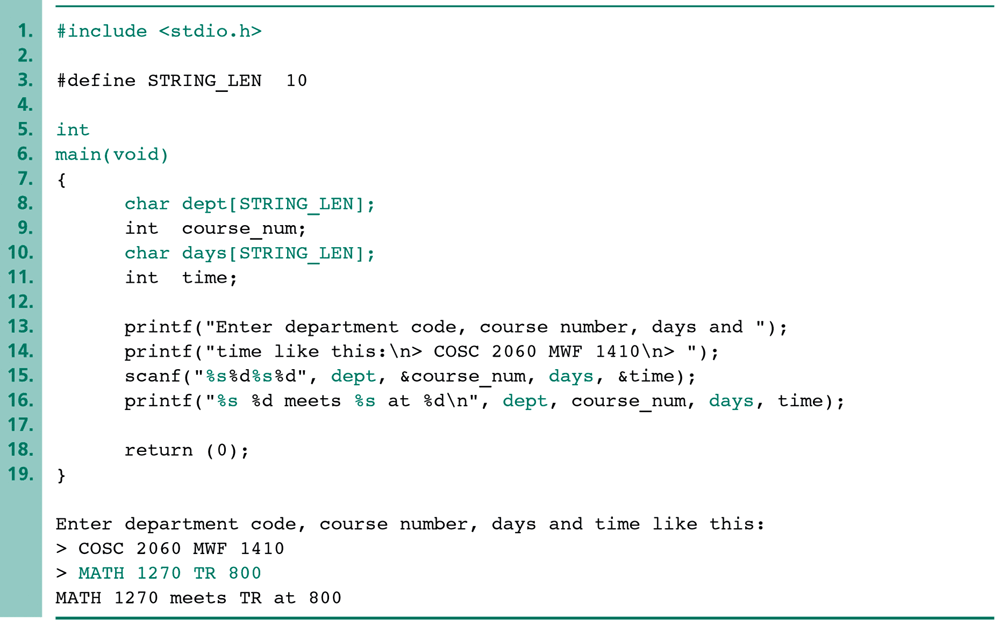 1. #include <stdio.h>
2.
3. #define STRING_LEN  10
4.
5. int
6. main(void)
7. {
8.       char dept[STRING_LEN];
9.       int  course_num;
10.       char days[STRING_LEN];
11.       int  time;
12.
13.       printf("Enter department code, course number, days and ");
14.       printf("time like this:\n> COSC 2060 MWF 1410\n> ");
15.       scanf("%s%d%s%d", dept, &course_num, days, &time);
16.       printf("%s %d meets %s at %d\n", dept, course_num, days, time);
17.
18.       return (0);
19. }
Enter department code, course number, days and time like this:
> COSC 2060 MWF 1410
> MATH 1270 TR 800
MATH 1270 meets TR at 800